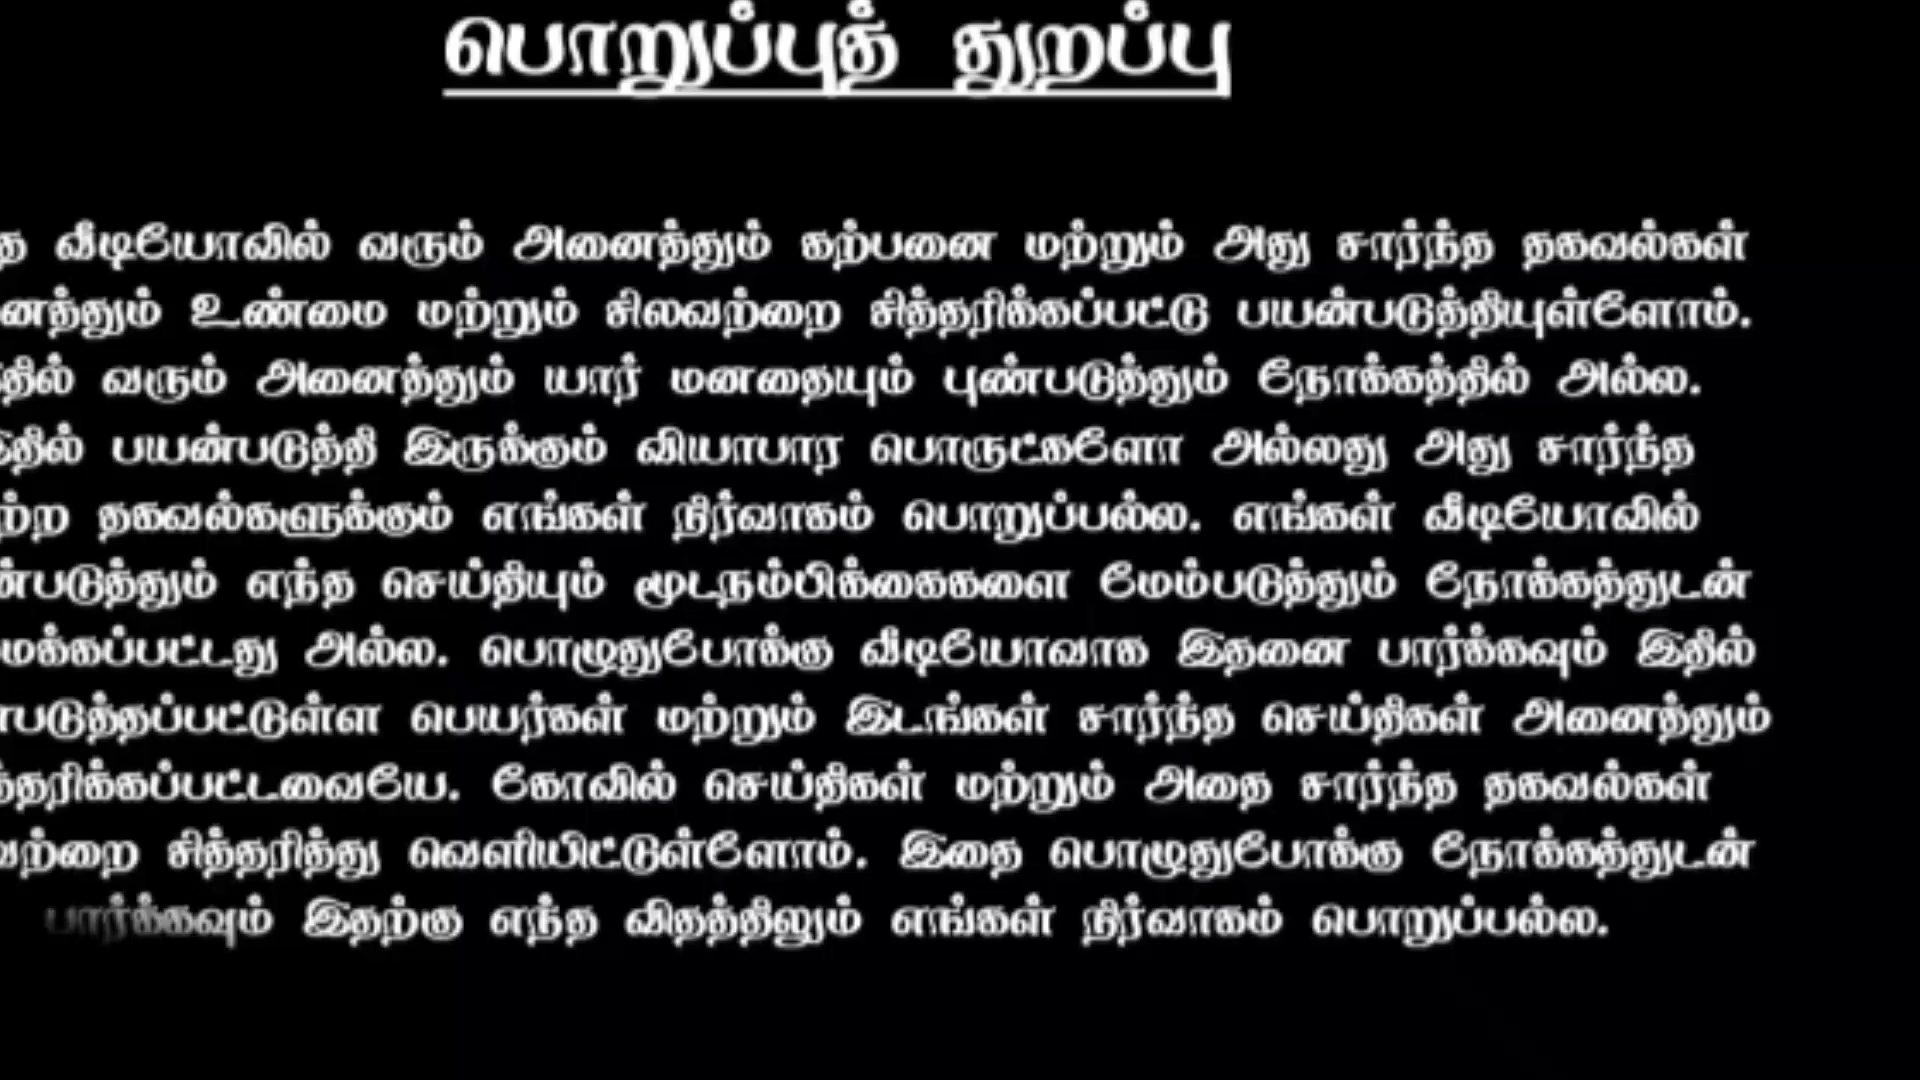 பொறுப்புத் துறப்பு
வீடியோவில் வரும் அனைத்தும் கற்பனை மற்றும் அது சார்ந்த தகவல்கள்
உண்மை மற்றும் சிலவற்றை சித்தரிக்கப்பட்டு பயன்படுத்தியுள்ளோம்.
வரும் அனைத்தும் யார் மனதையும் புண்படுத்தும் நோக்கத்தில் அல்ல.
இதில் பயன்படுத்தி இருக்கும் வியாபார பொருட்களோ அல்லது அது சார்ந்த
தகவல்களுக்கும் எங்கள் நிர்வாகம் பொறுப்பல்ல. எங்கள் வீடியோவில்
எந்த செய்தியும் மூடநம்பிக்கைகளை மேம்படுத்தும் நோக்கத்துடன்
அல்ல. பொழுதுபோக்கு வீடியோவாக இதனை பார்க்கவும் இதில்
பெயர்கள் மற்றும் இடங்கள் சார்ந்த செய்திகள் அனைத்தும்
கோவில் செய்திகள் மற்றும் அதை சார்ந்த தகவல்கள்
சித்தரித்து வெளியிட்டுள்ளோம். இதை பொழுதுபோக்கு நோக்கத்துடன்
பார்க்கவும் இதற்கு எந்த விதத்திலும் எங்கள் நிர்வாகம் பொறுப்பல்ல.